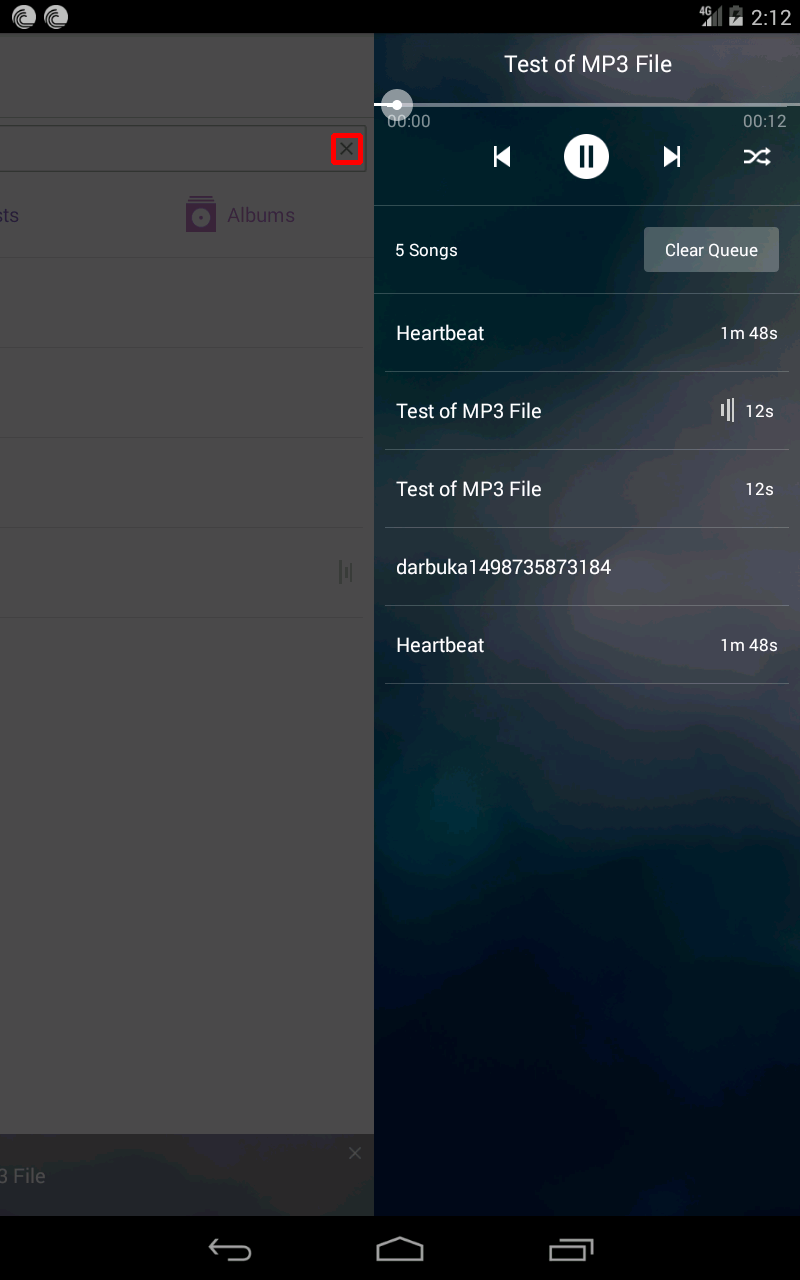 4G 2:12
Test of MP3 File
00:00 00:12
sts Albums
5 Songs Clear Queue
Heartbeat 1m 48s
Test of MP3 File 12s
Test of MP3 File 12s
darbuka1498735873184
Heartbeat 1m 48s
3 File